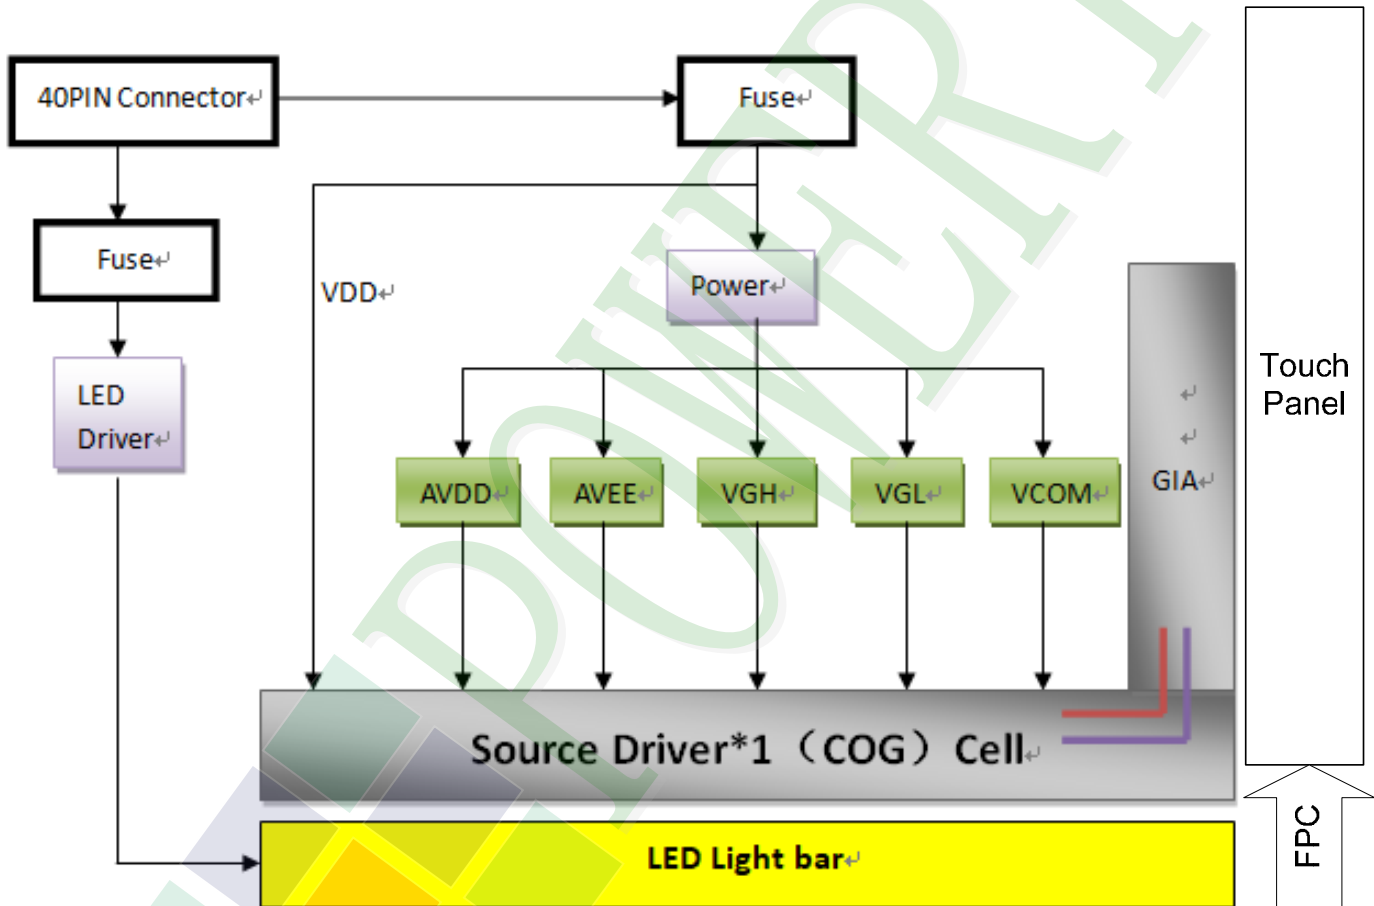 40PIN Connector↵
Fuse↵
Fuse↵
VDD↵
Power↵
LED
Driver↵
AVDD↵
AVEE↵
VGH↵
VGL↵
VCOM↵
↵
↵
GIA↵
Touch
Panel
Source Driver*1（COG）Cell↵
LED Light bar↵
FPC
POWER